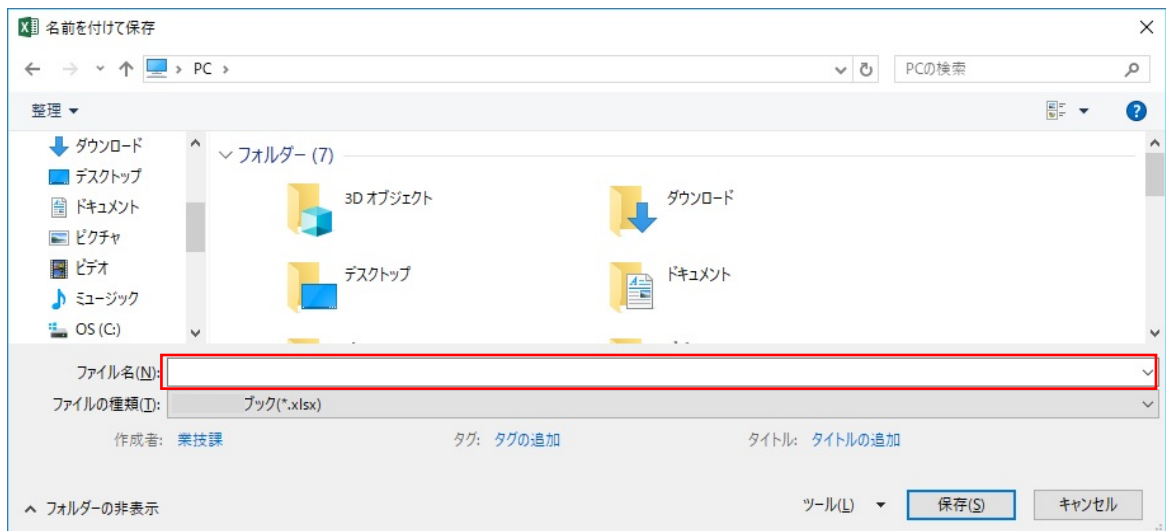 名前を付けて保存
PC
PCの検索
整理
ダウンロード
デスクトップ
ドキュメント
ピクチャ
ビデオ
ミュージック
OS (C:)
フォルダー (7)
3D オブジェクト
ダウンロード
デスクトップ
ドキュメント
ファイル名(N):
ファイルの種類(T): ブック(*.xlsx)
作成者: 業技課 タグ: タグの追加 タイトル: タイトルの追加
フォルダーの非表示
ツール(L) 保存(S) キャンセル